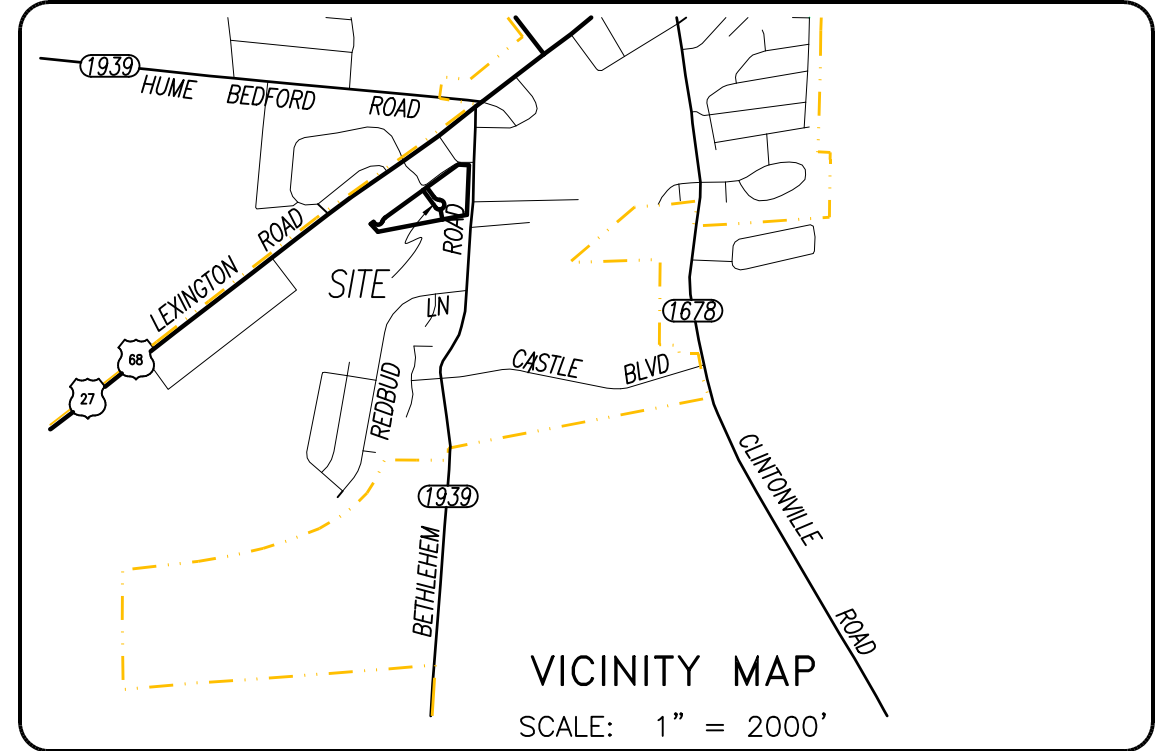 1939
HUME BEDFORD ROAD
LEXINGTON ROAD
ROAD
SITE
LN
1678
68
27
CASTLE BLVD
REDBUD
CLINTONVILLE
1939
BETHLEHEM
ROAD
VICINITY MAP
SCALE: 1" = 2000'